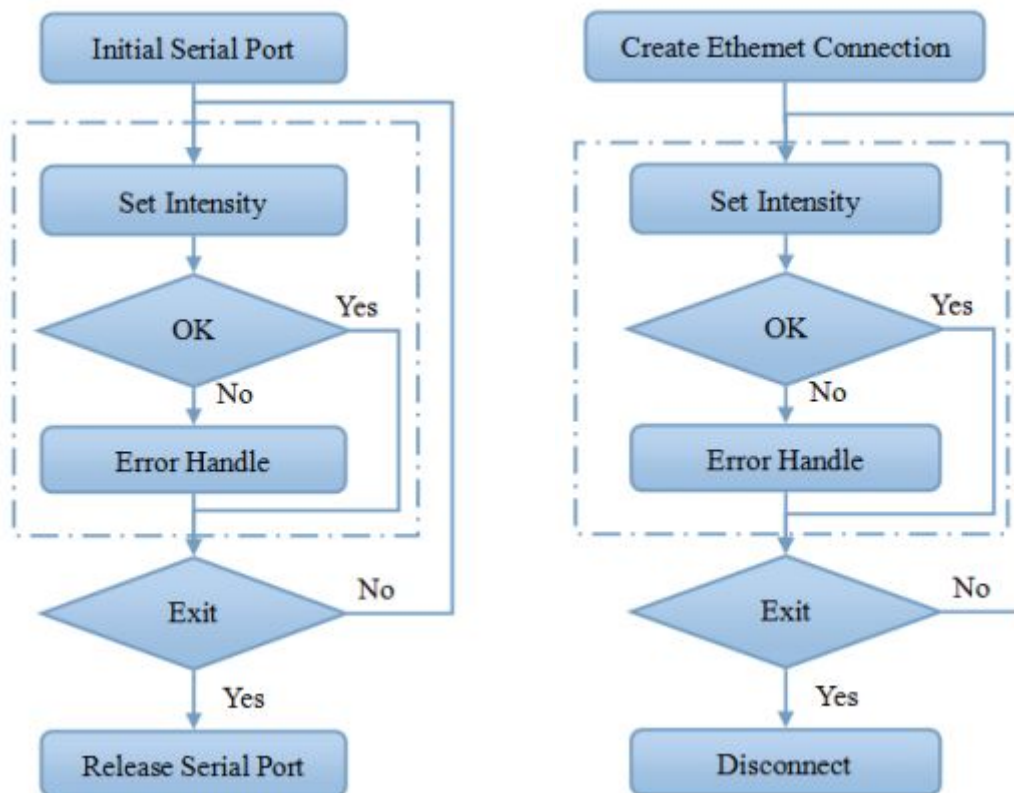 Initial Serial Port
Set Intensity
OK
Yes
No
Error Handle
Exit
No
Yes
Release Serial Port
Create Ethernet Connection
Set Intensity
OK
Yes
No
Error Handle
Exit
No
Yes
Disconnect